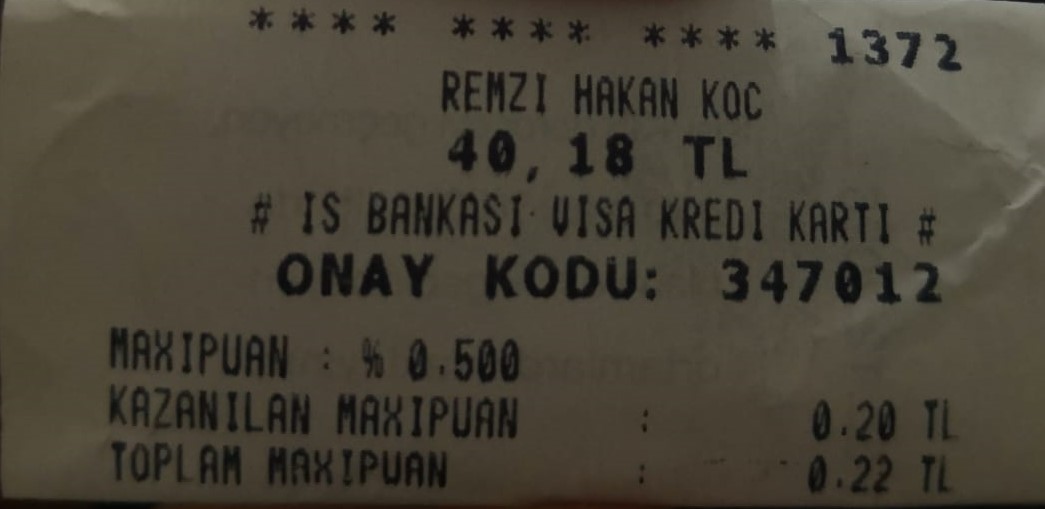 **** **** **** 1372
REMZI HAKAN KOC
40,18 TL
# IS BANKASI VISA KREDI KARTI #
ONAY KODU: 347012
MAXIPUAN : % 0.500
KAZANILAN MAXIPUAN : 0.20 TL
TOPLAM MAXIPUAN : 0.22 TL